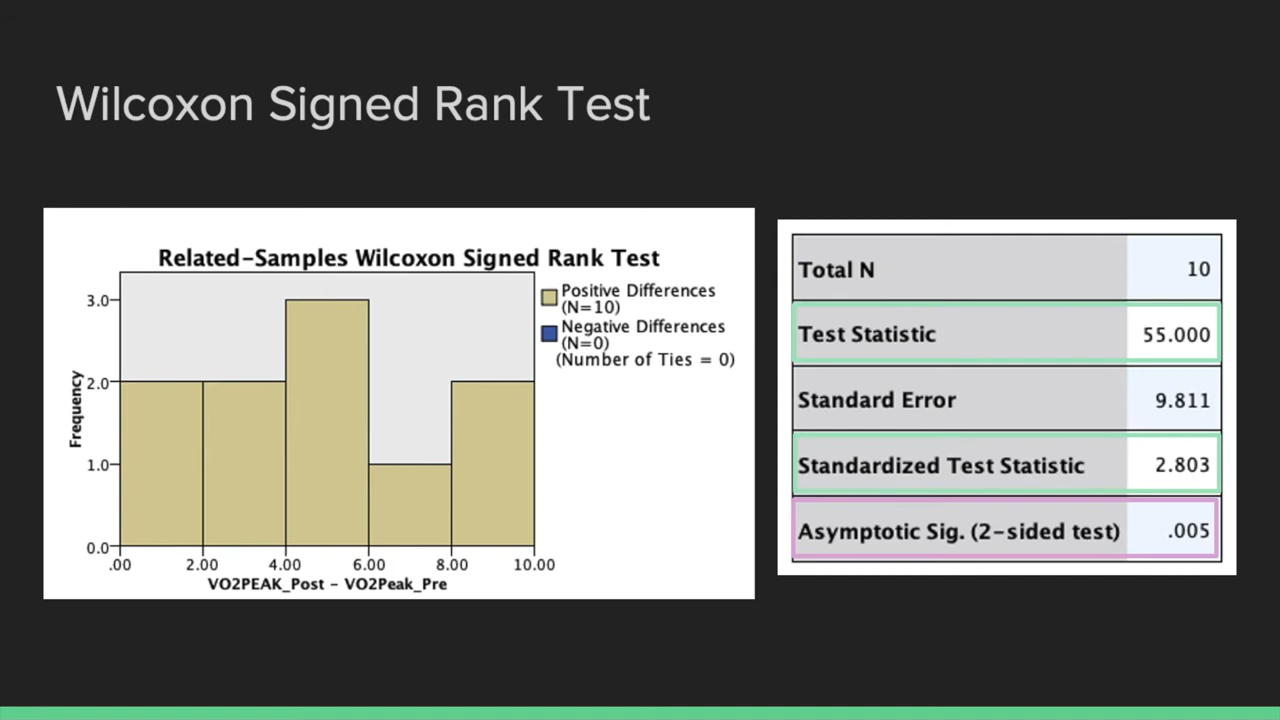 Wilcoxon Signed Rank Test
Related-Samples Wilcoxon Signed Rank Test
Positive Differences
(N=10)
Negative Differences
(N=0)
(Number of Ties = 0)
Frequency
3.0
2.0
1.0
0.0
.00 2.00 4.00 6.00 8.00 10.00
VO2PEAK_Post - VO2Peak_Pre
Total N 10
Test Statistic 55.000
Standard Error 9.811
Standardized Test Statistic 2.803
Asymptotic Sig. (2-sided test) .005